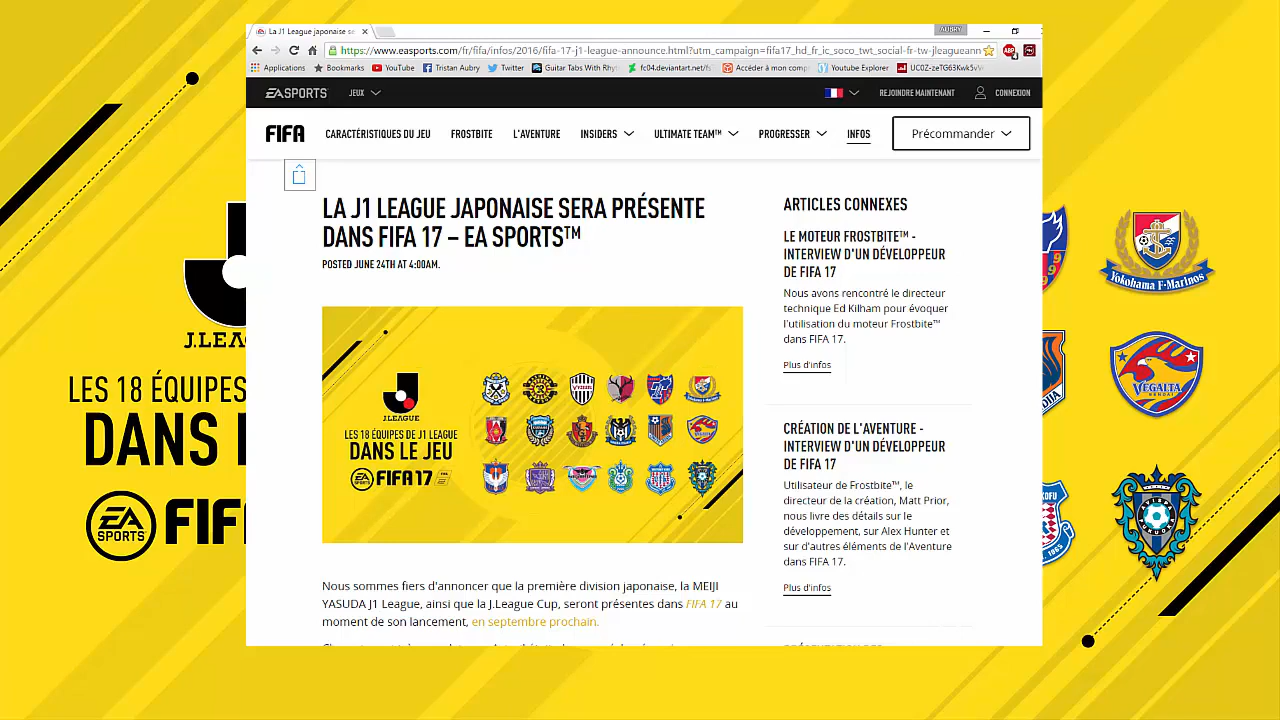 La J1 League japonaise se
AUBRY
https://www.easports.com/fr/fifa/infos/2016/fifa-17-j1-league-announce.html?utm_campaign=fifa17_hd_fr_ic_soco_twt_social-fr-tw-jleagueann
Applications Bookmarks YouTube Tristan Aubry Twitter Guitar Tabs With Rhyt fc04.deviantart.net/fs Accéder à mon comp Youtube Explorer
EA SPORTS JEUX REJOINDRE MAINTENANT CONNEXION
FIFA CARACTÉRISTIQUES DU JEU FROSTBITE L'AVENTURE INSIDERS ULTIMATE TEAM™ PROGRESSER INFOS Précommander
LA J1 LEAGUE JAPONAISE SERA PRÉSENTE
DANS FIFA 17 – EA SPORTS™
POSTED JUNE 24TH AT 4:00AM.
J.LEAGUE
LES 18 ÉQUIPES DE J1 LEAGUE
DANS LE JEU
EA SPORTS FIFA 17
Nous sommes fiers d'annoncer que la première division japonaise, la MEIJI
YASUDA J1 League, ainsi que la J.League Cup, seront présentes dans FIFA 17 au
moment de son lancement, en septembre prochain.
ARTICLES CONNEXES
LE MOTEUR FROSTBITE™ -
INTERVIEW D'UN DÉVELOPPEUR
DE FIFA 17
Nous avons rencontré le directeur
technique Ed Kilham pour évoquer
l'utilisation du moteur Frostbite™
dans FIFA 17.
Plus d'infos
CRÉATION DE L'AVENTURE -
INTERVIEW D'UN DÉVELOPPEUR
DE FIFA 17
Utilisateur de Frostbite™, le
directeur de la création, Matt Prior,
nous livre des détails sur le
développement, sur Alex Hunter et
sur d'autres éléments de l'Aventure
dans FIFA 17.
Plus d'infos
J.LEA
LES 18 ÉQUIPES
DANS L
EA SPORTS FIF
Yokohama F·Marinos
VEGALTA
SENDAI
KOFU
AVISPA
FUKUOKA